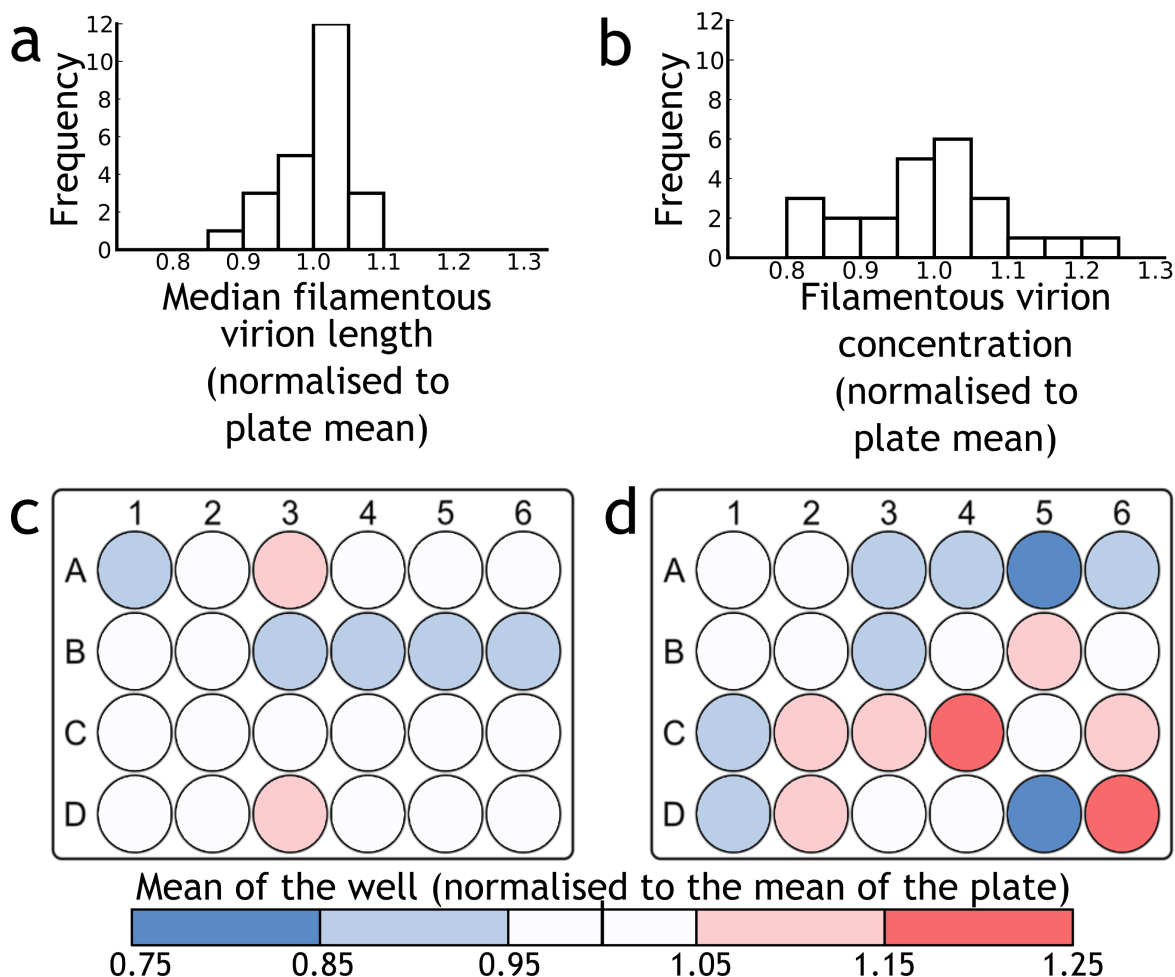 a
12
10
8
6
4
2
0
Frequency
0.8 0.9 1.0 1.1 1.2 1.3
Median filamentous
virion length
(normalised to
plate mean)
b
12
10
8
6
4
2
0
Frequency
0.8 0.9 1.0 1.1 1.2 1.3
Filamentous virion
concentration
(normalised to
plate mean)
c
1 2 3 4 5 6
A
B
C
D
d
1 2 3 4 5 6
A
B
C
D
Mean of the well (normalised to the mean of the plate)
0.75 0.85 0.95 1.05 1.15 1.25